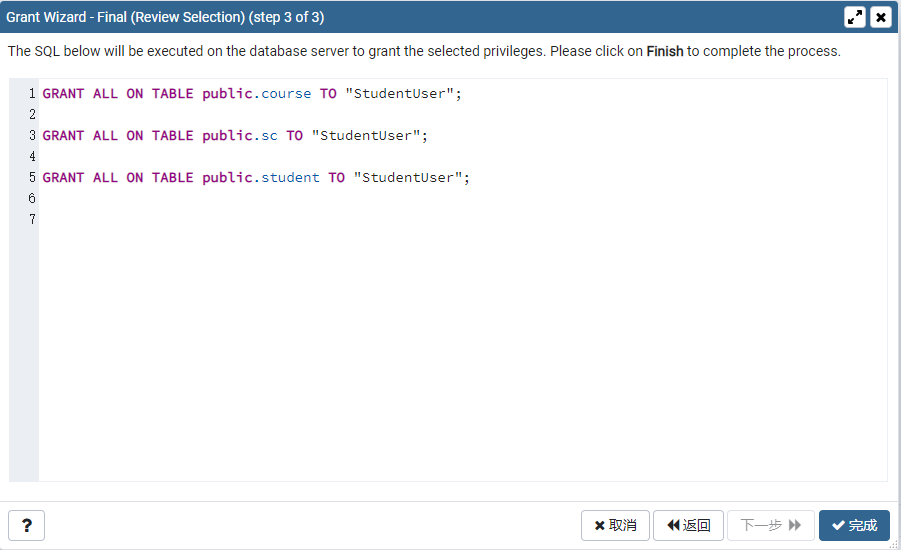 Grant Wizard - Final (Review Selection) (step 3 of 3)
The SQL below will be executed on the database server to grant the selected privileges. Please click on Finish to complete the process.
1 GRANT ALL ON TABLE public.course TO "StudentUser";
2
3 GRANT ALL ON TABLE public.sc TO "StudentUser";
4
5 GRANT ALL ON TABLE public.student TO "StudentUser";
6
7
? 取消 返回 下一步 完成